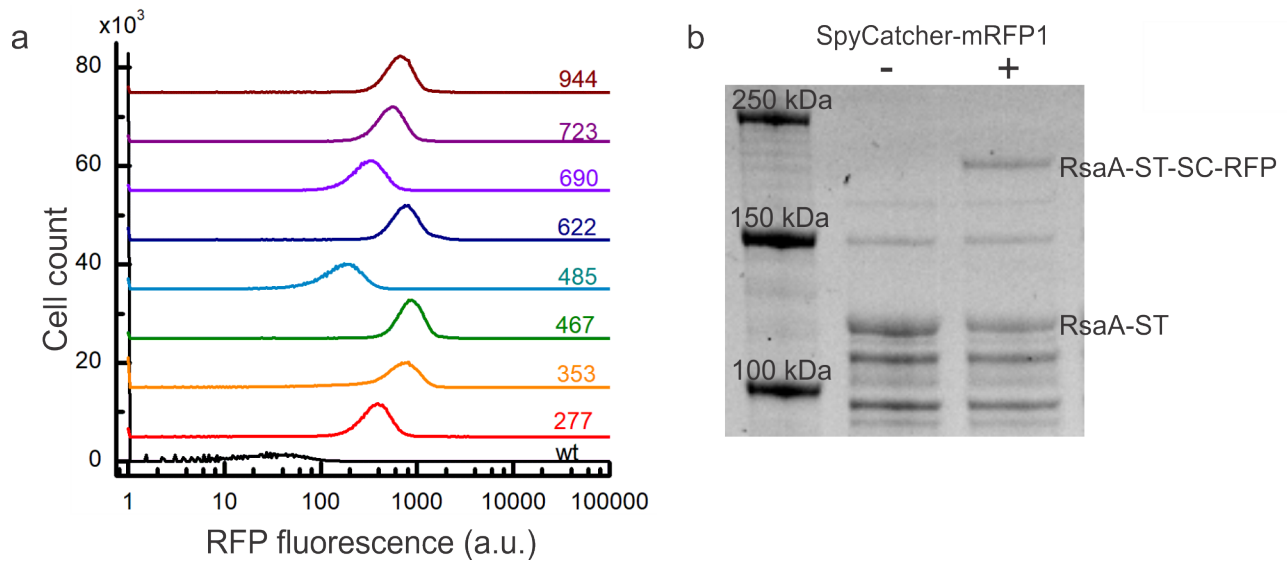 a
x10³
80
60
40
20
0
Cell count
944
723
690
622
485
467
353
277
wt
1 10 100 1000 10000 100000
RFP fluorescence (a.u.)
b
SpyCatcher-mRFP1
- +
250 kDa
RsaA-ST-SC-RFP
150 kDa
RsaA-ST
100 kDa